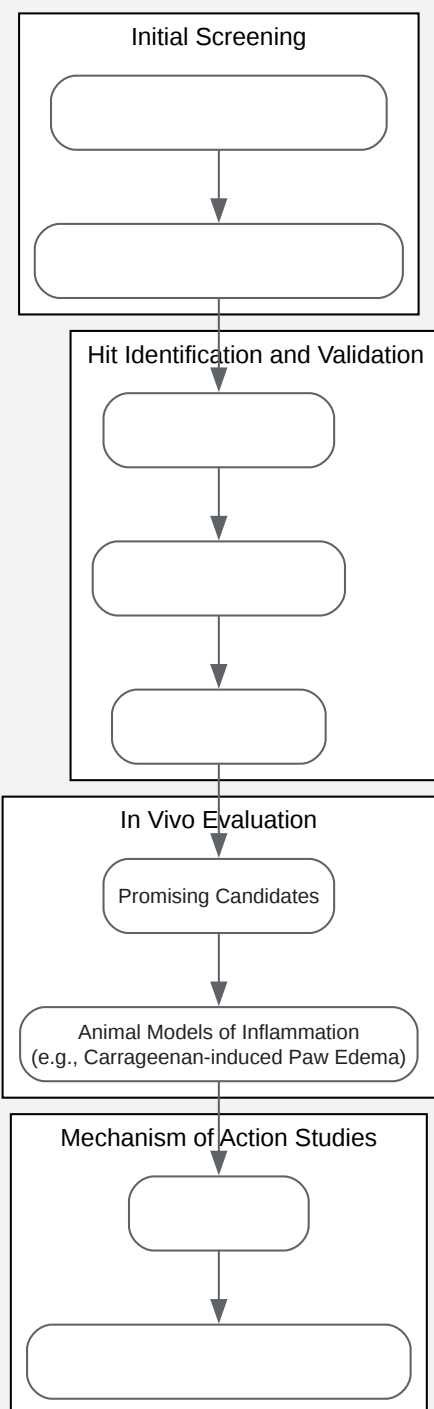 Initial Screening
Hit Identification and Validation
In Vivo Evaluation
Promising Candidates
Animal Models of Inflammation
(e.g., Carrageenan-induced Paw Edema)
Mechanism of Action Studies